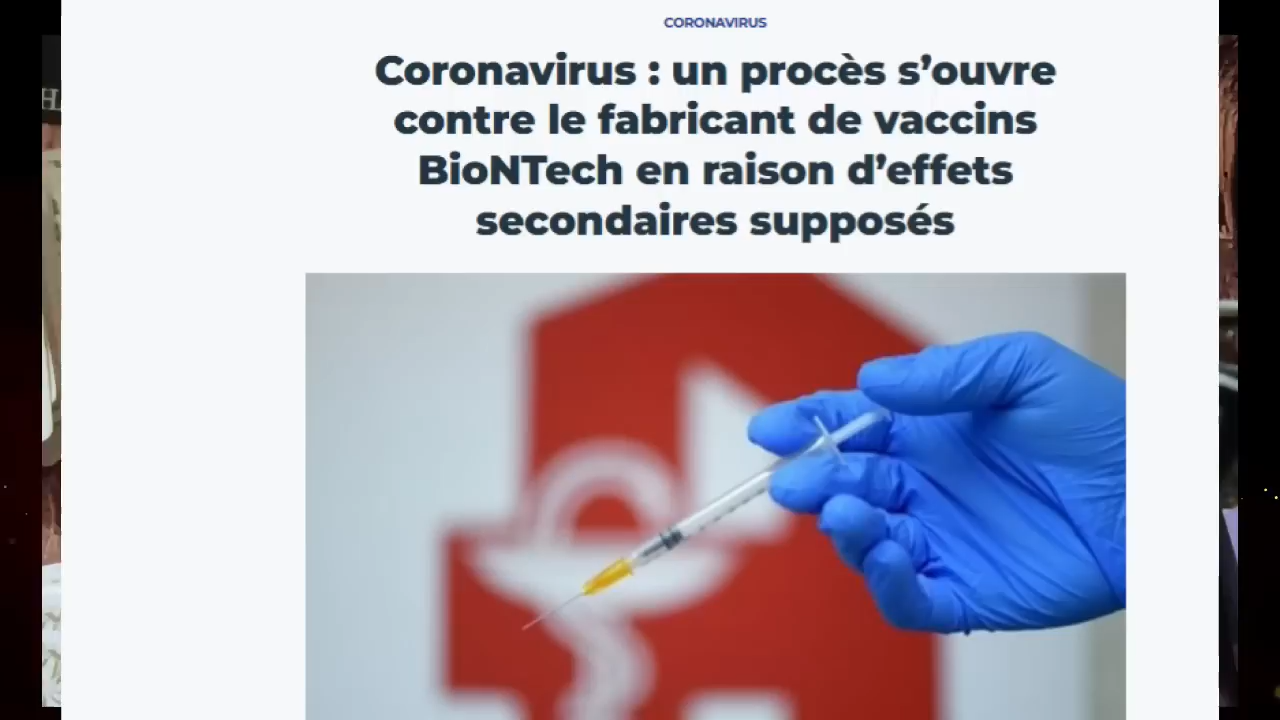 CORONAVIRUS
Coronavirus : un procès s’ouvre
contre le fabricant de vaccins
BioNTech en raison d’effets
secondaires supposés